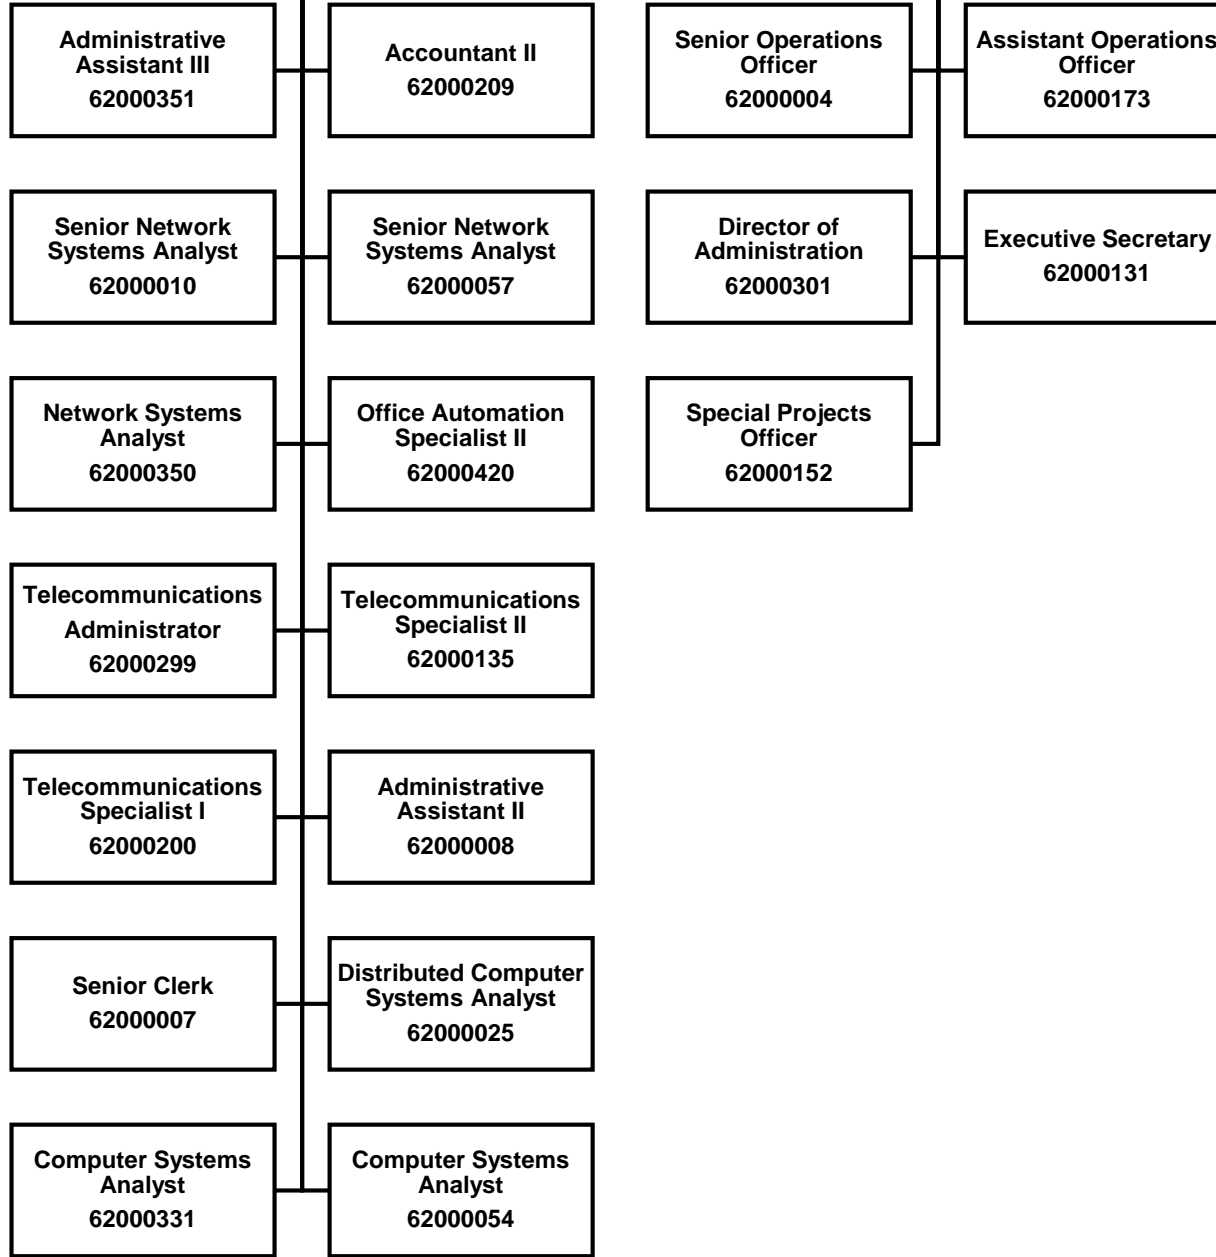 Administrative
Assistant III
62000351
Accountant II
62000209
Senior Operations
Officer
62000004
Assistant Operations
Officer
62000173
Senior Network
Systems Analyst
62000010
Senior Network
Systems Analyst
62000057
Director of
Administration
62000301
Executive Secretary
62000131
Network Systems
Analyst
62000350
Office Automation
Specialist II
62000420
Special Projects
Officer
62000152
Telecommunications
Administrator
62000299
Telecommunications
Specialist II
62000135
Telecommunications
Specialist I
62000200
Administrative
Assistant II
62000008
Senior Clerk
62000007
Distributed Computer
Systems Analyst
62000025
Computer Systems
Analyst
62000331
Computer Systems
Analyst
62000054